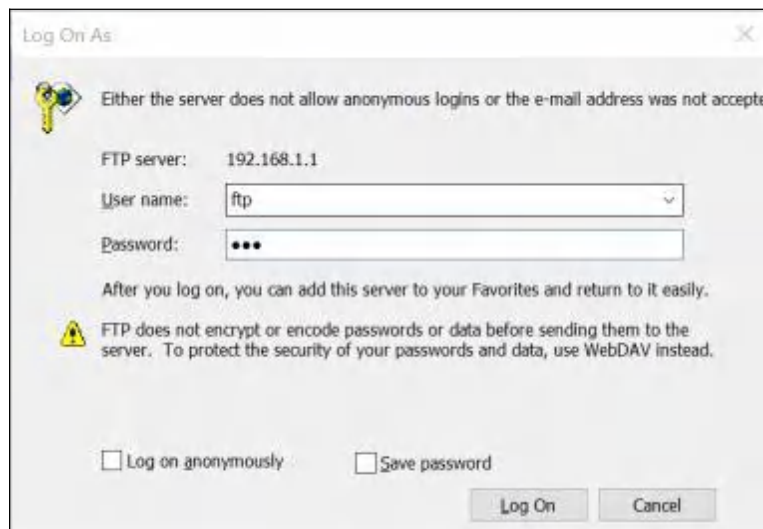 Log On As
Either the server does not allow anonymous logins or the e-mail address was not accepte
FTP server: 192.168.1.1
User name: ftp
Password: •••
After you log on, you can add this server to your Favorites and return to it easily.
FTP does not encrypt or encode passwords or data before sending them to the
server. To protect the security of your passwords and data, use WebDAV instead.
Log on anonymously Save password
Log On Cancel